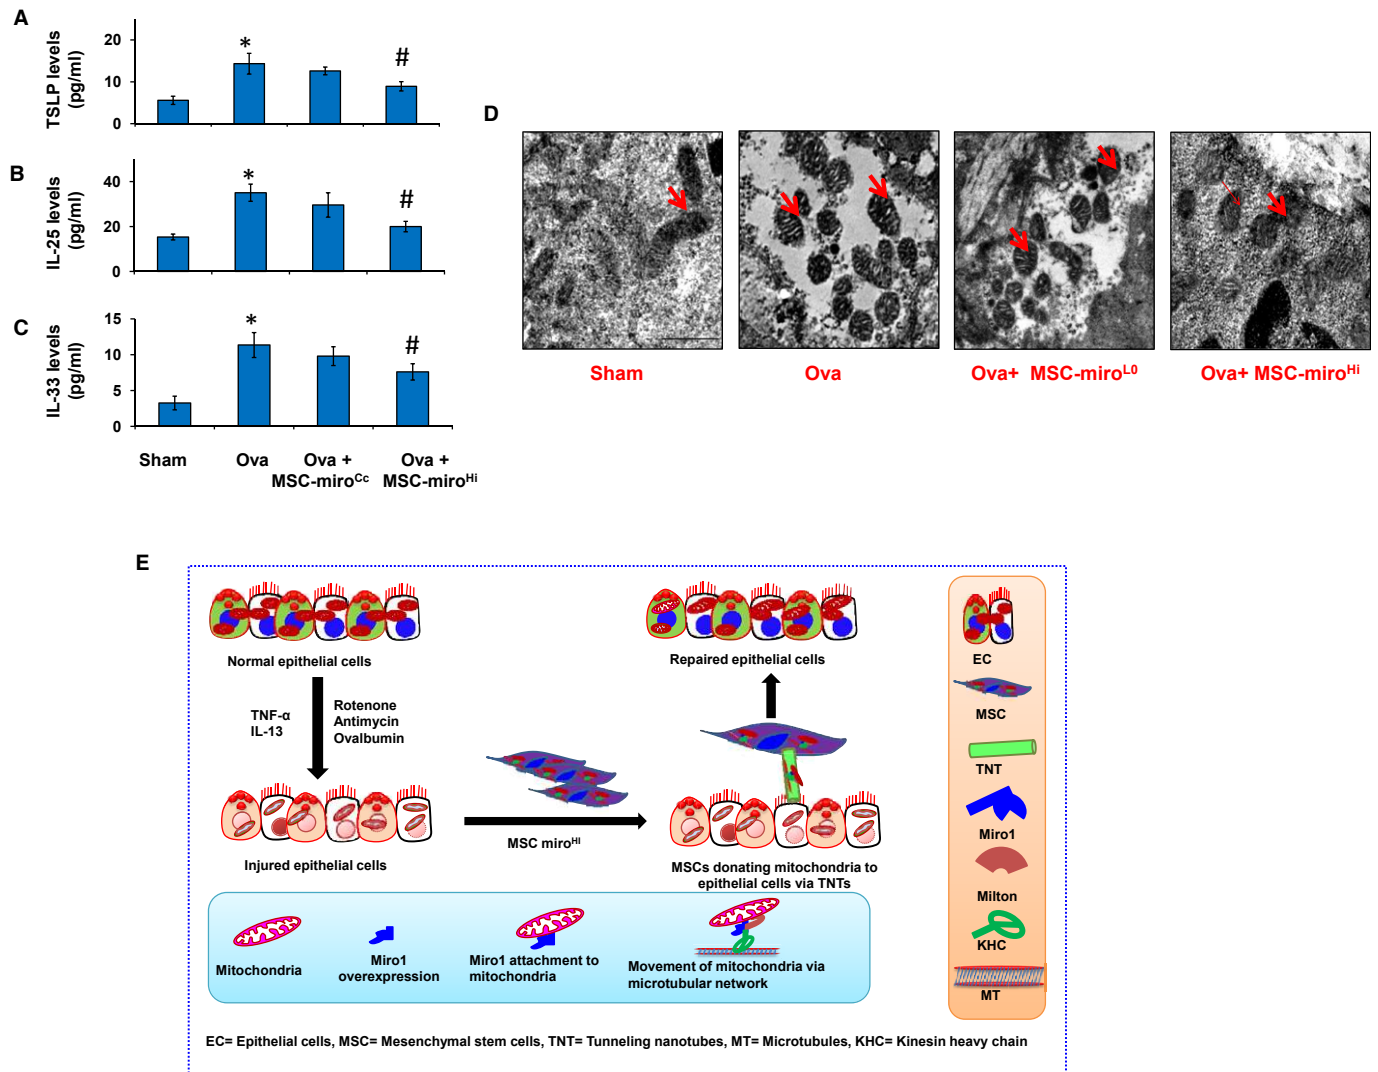 A
TSLP levels
(pg/ml)
20
10
0
*
#
B
IL-25 levels
(pg/ml)
40
20
0
*
#
C
IL-33 levels
(pg/ml)
15
10
5
0
*
#
Sham
Ova
Ova +
MSC-miroCc
Ova +
MSC-miroHi
D
Sham
Ova
Ova+ MSC-miroL0
Ova+ MSC-miroHi
E
Normal epithelial cells
TNF-α
IL-13
Rotenone
Antimycin
Ovalbumin
Injured epithelial cells
MSC miroHI
Repaired epithelial cells
MSCs donating mitochondria to
epithelial cells via TNTs
Mitochondria
Miro1
overexpression
Miro1 attachment to
mitochondria
Movement of mitochondria via
microtubular network
EC
MSC
TNT
Miro1
Milton
KHC
MT
EC= Epithelial cells, MSC= Mesenchymal stem cells, TNT= Tunneling nanotubes, MT= Microtubules, KHC= Kinesin heavy chain